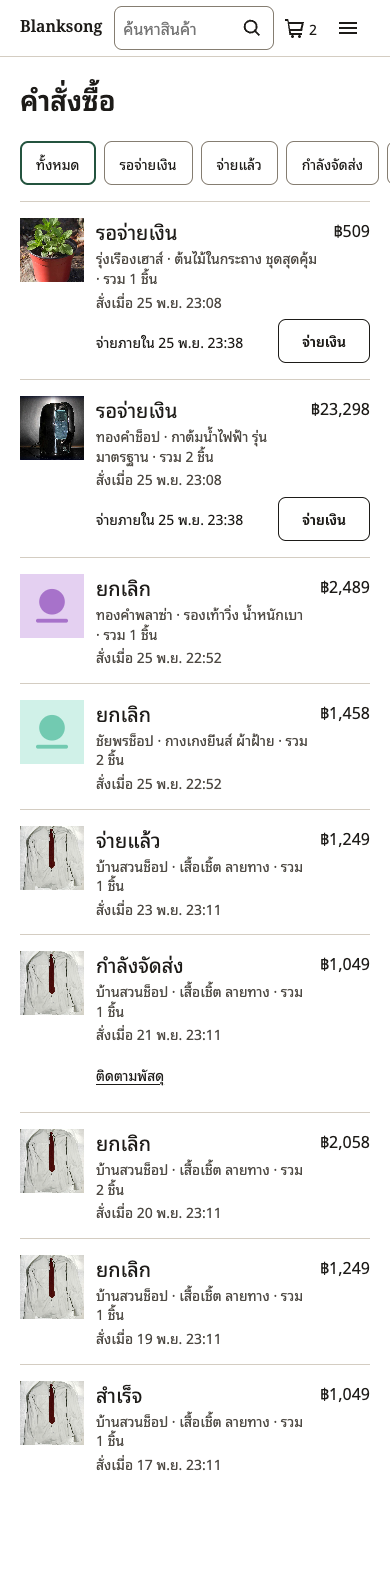 Blanksong
ค้นหาสินค้า
2
คำสั่งซื้อ
ทั้งหมด
รอจ่ายเงิน
จ่ายแล้ว
กำลังจัดส่ง
รอจ่ายเงิน
฿509
รุ่งเรืองเฮาส์ · ต้นไม้ในกระถาง ชุดสุดคุ้ม
· รวม 1 ชิ้น
สั่งเมื่อ 25 พ.ย. 23:08
จ่ายภายใน 25 พ.ย. 23:38
จ่ายเงิน
รอจ่ายเงิน
฿23,298
ทองคำช็อป · กาต้มน้ำไฟฟ้า รุ่น
มาตรฐาน · รวม 2 ชิ้น
สั่งเมื่อ 25 พ.ย. 23:08
จ่ายภายใน 25 พ.ย. 23:38
จ่ายเงิน
ยกเลิก
฿2,489
ทองคำพลาซ่า · รองเท้าวิ่ง น้ำหนักเบา
· รวม 1 ชิ้น
สั่งเมื่อ 25 พ.ย. 22:52
ยกเลิก
฿1,458
ชัยพรช็อป · กางเกงยีนส์ ผ้าฝ้าย · รวม
2 ชิ้น
สั่งเมื่อ 25 พ.ย. 22:52
จ่ายแล้ว
฿1,249
บ้านสวนช็อป · เสื้อเชิ้ต ลายทาง · รวม
1 ชิ้น
สั่งเมื่อ 23 พ.ย. 23:11
กำลังจัดส่ง
฿1,049
บ้านสวนช็อป · เสื้อเชิ้ต ลายทาง · รวม
1 ชิ้น
สั่งเมื่อ 21 พ.ย. 23:11
ติดตามพัสดุ
ยกเลิก
฿2,058
บ้านสวนช็อป · เสื้อเชิ้ต ลายทาง · รวม
2 ชิ้น
สั่งเมื่อ 20 พ.ย. 23:11
ยกเลิก
฿1,249
บ้านสวนช็อป · เสื้อเชิ้ต ลายทาง · รวม
1 ชิ้น
สั่งเมื่อ 19 พ.ย. 23:11
สำเร็จ
฿1,049
บ้านสวนช็อป · เสื้อเชิ้ต ลายทาง · รวม
1 ชิ้น
สั่งเมื่อ 17 พ.ย. 23:11